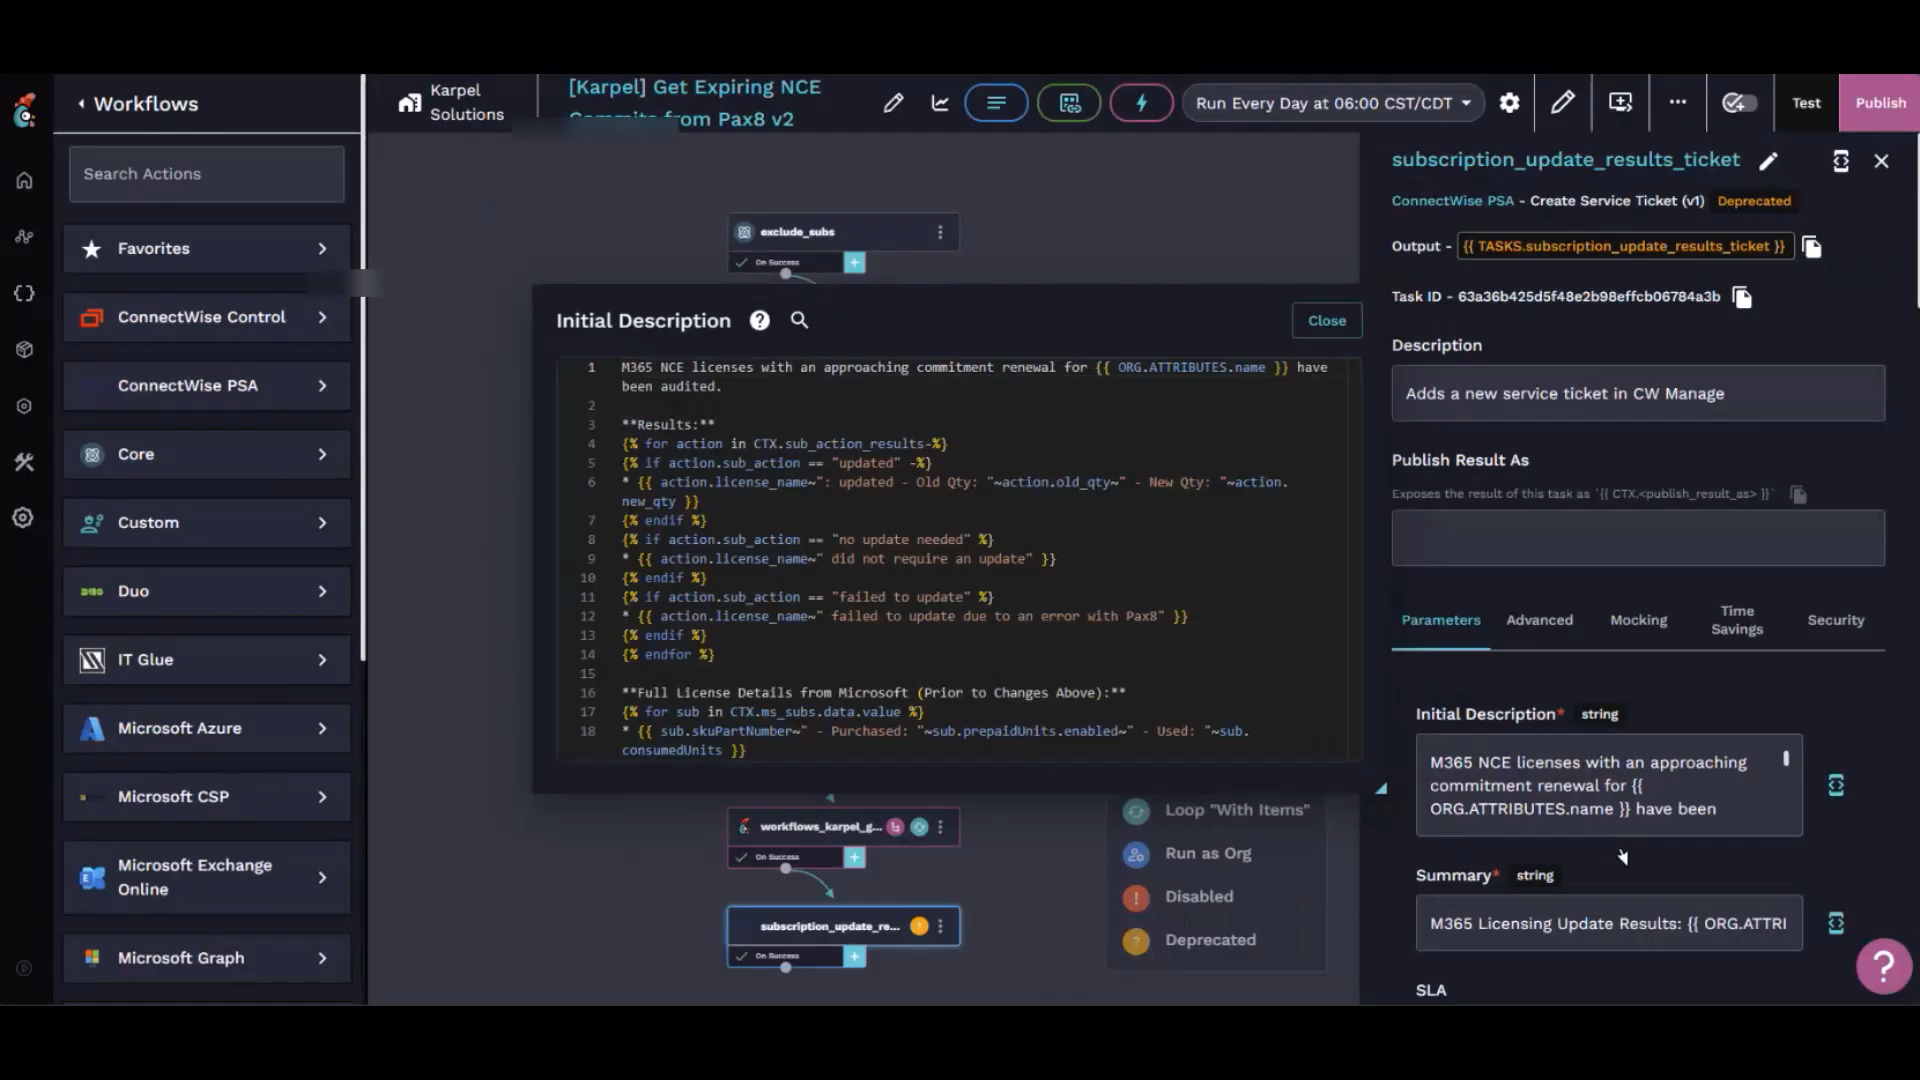 Workflows
Search Actions
Favorites
ConnectWise Control
ConnectWise PSA
Core
Custom
Duo
IT Glue
Microsoft Azure
Microsoft CSP
Microsoft Exchange
Online
Microsoft Graph
Karpel
Solutions
[Karpel] Get Expiring NCE
Commits from Pax8 v2
Run Every Day at 06:00 CST/CDT
Test
Publish
exclude_subs
On Success
Initial Description
Close
1 M365 NCE licenses with an approaching commitment renewal for {{ ORG.ATTRIBUTES.name }} have
been audited.
2
3 **Results:**
4 {% for action in CTX.sub_action_results-%}
5 {% if action.sub_action == "updated" -%}
6 * {{ action.license_name~": updated - Old Qty: "~action.old_qty~" - New Qty: "~action.
new_qty }}
7 {% endif %}
8 {% if action.sub_action == "no update needed" %}
9 * {{ action.license_name~" did not require an update" }}
10 {% endif %}
11 {% if action.sub_action == "failed to update" %}
12 * {{ action.license_name~" failed to update due to an error with Pax8" }}
13 {% endif %}
14 {% endfor %}
15
16 **Full License Details from Microsoft (Prior to Changes Above):**
17 {% for sub in CTX.ms_subs.data.value %}
18 * {{ sub.skuPartNumber~" - Purchased: "~sub.prepaidUnits.enabled~" - Used: "~sub.
consumedUnits }}
workflows_karpel_g...
On Success
subscription_update_re...
On Success
Loop "With Items"
Run as Org
Disabled
Deprecated
subscription_update_results_ticket
ConnectWise PSA - Create Service Ticket (v1) Deprecated
Output - {{ TASKS.subscription_update_results_ticket }}
Task ID - 63a36b425d5f48e2b98effcb06784a3b
Description
Adds a new service ticket in CW Manage
Publish Result As
Exposes the result of this task as `{{ CTX.<publish_result_as> }}`
Parameters
Advanced
Mocking
Time
Savings
Security
Initial Description* string
M365 NCE licenses with an approaching
commitment renewal for {{
ORG.ATTRIBUTES.name }} have been
Summary* string
M365 Licensing Update Results: {{ ORG.ATTRI
SLA